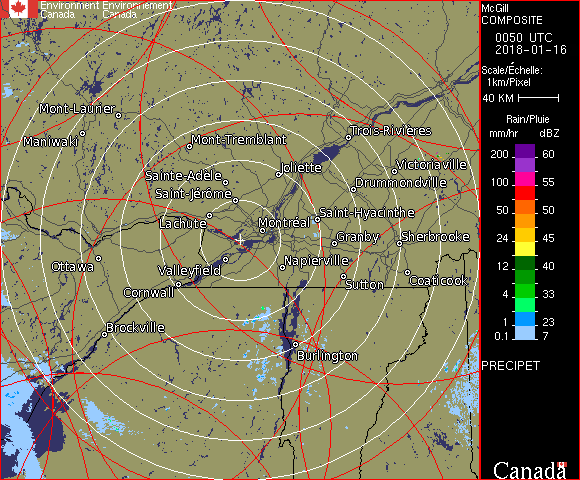 Environment Environnement
Canada Canada
McGill
COMPOSITE
0050 UTC
2018-01-16
Scale/Échelle:
1km/Pixel
40 KM
Rain/Pluie
mm/hr dBZ
200 60
150 57
100 55
50 50
24 45
12 40
4 33
1 23
0.1 7
PRECIPET
Canada
Mont-Laurier
Maniwaki
Mont-Tremblant
Trois-Rivières
Sainte-Adèle
Joliette
Victoriaville
Saint-Jérôme
Drummondville
Lachute
Montréal
Saint-Hyacinthe
Granby
Sherbrooke
Ottawa
Valleyfield
Napierville
Cornwall
Sutton
Coaticook
Brockville
Burlington